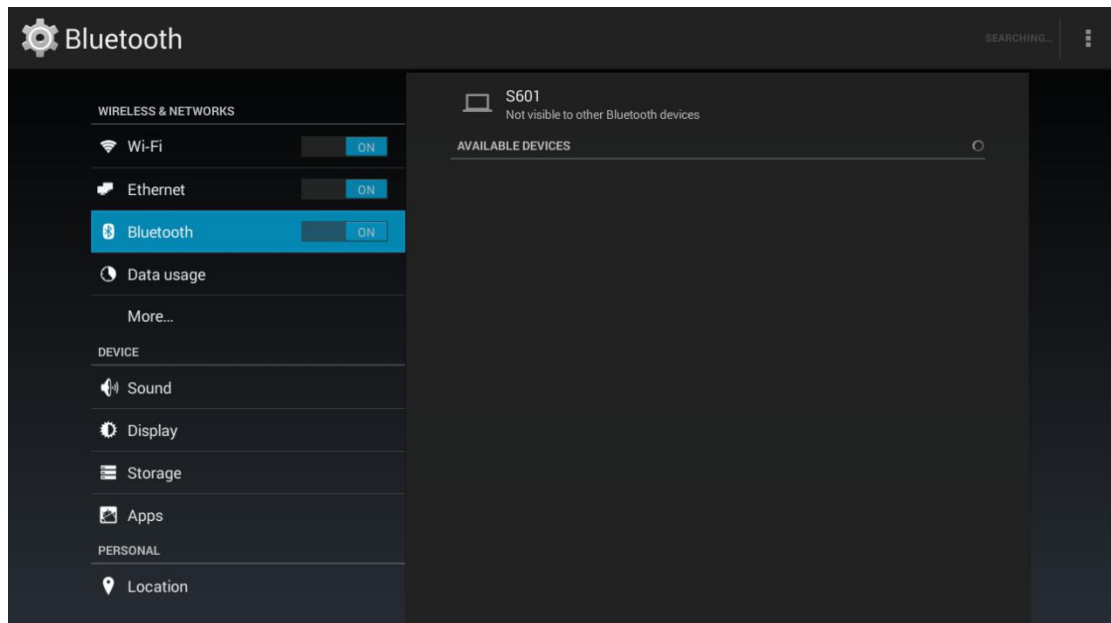 Bluetooth
SEARCHING...
WIRELESS & NETWORKS
Wi-Fi ON
Ethernet ON
Bluetooth ON
Data usage
More...
DEVICE
Sound
Display
Storage
Apps
PERSONAL
Location
S601
Not visible to other Bluetooth devices
AVAILABLE DEVICES